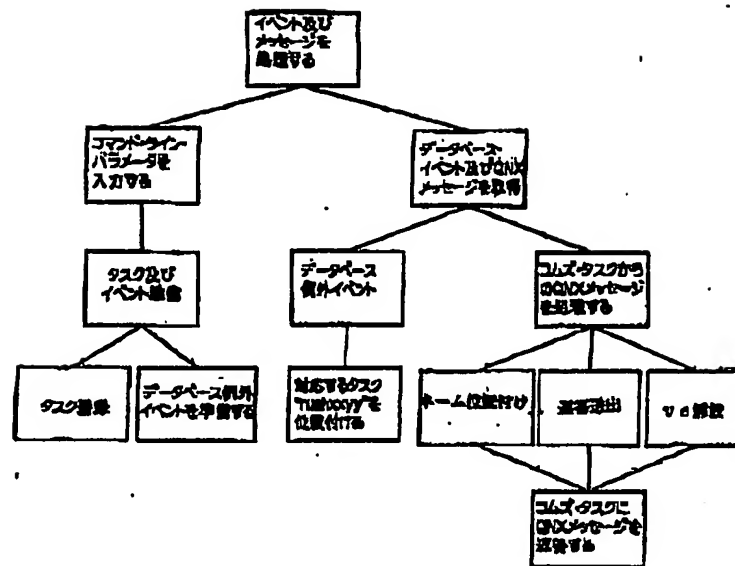 イベント及び
メッセージを
処理する
コマンド・ライン・
パラメータを
入力する
データベース・
イベント及びQNX
メッセージを取得
タスク及び
イベント準備
データベース
例外イベント
コムズ・タスクから
のQNXメッセージ
を処理する
タスク登録
データベース例外
イベントを準備する
対応するタスク
を
位置付ける
ネーム位置付け
コムズ・タスクに
QNXメッセージを
返答する